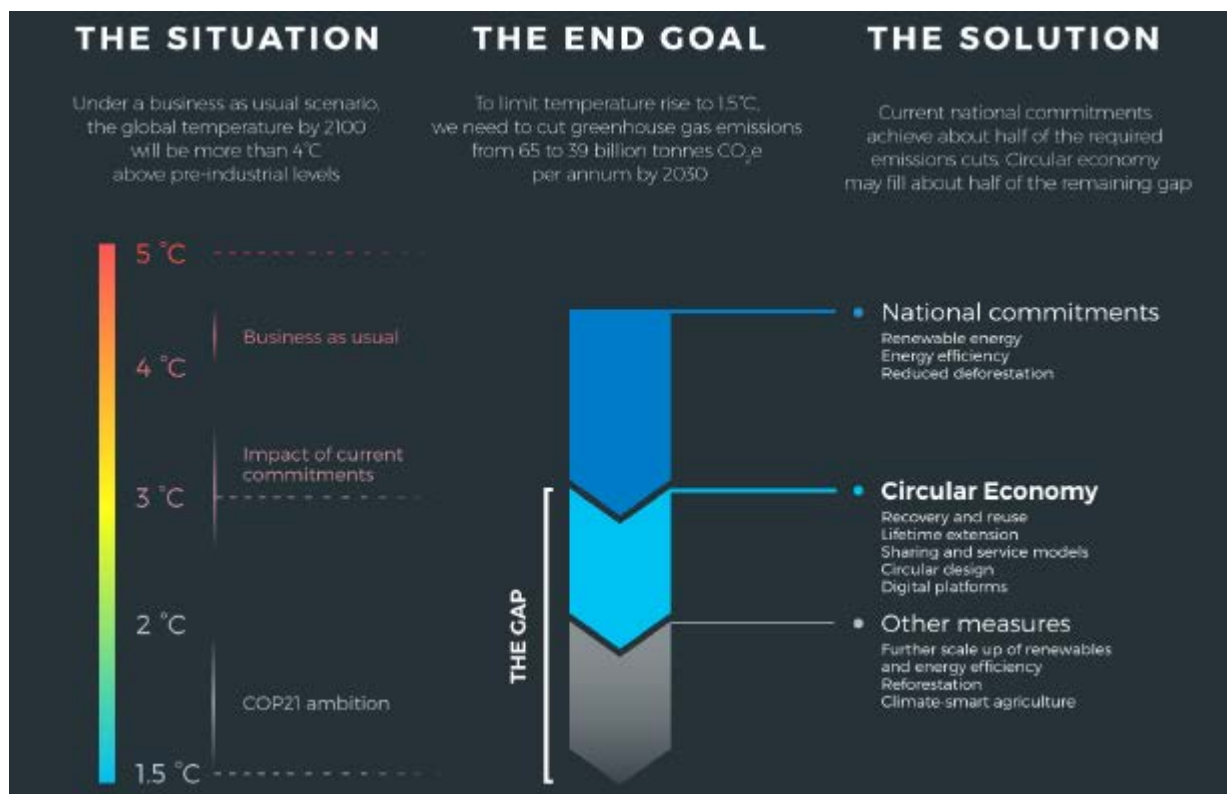 THE SITUATION
Under a business as usual scenario,
the global temperature by 2100
will be more than 4°C
above pre-industrial levels
5 °C
Business as usual
4 °C
Impact of current
commitments
3 °C
2 °C
COP21 ambition
1.5 °C
THE END GOAL
To limit temperature rise to 1.5°C,
we need to cut greenhouse gas emissions
from 65 to 39 billion tonnes CO₂e
per annum by 2030
THE GAP
THE SOLUTION
Current national commitments
achieve about half of the required
emissions cuts. Circular economy
may fill about half of the remaining gap
National commitments
Renewable energy
Energy efficiency
Reduced deforestation
Circular Economy
Recovery and reuse
Lifetime extension
Sharing and service models
Circular design
Digital platforms
Other measures
Further scale up of renewables
and energy efficiency
Reforestation
Climate-smart agriculture